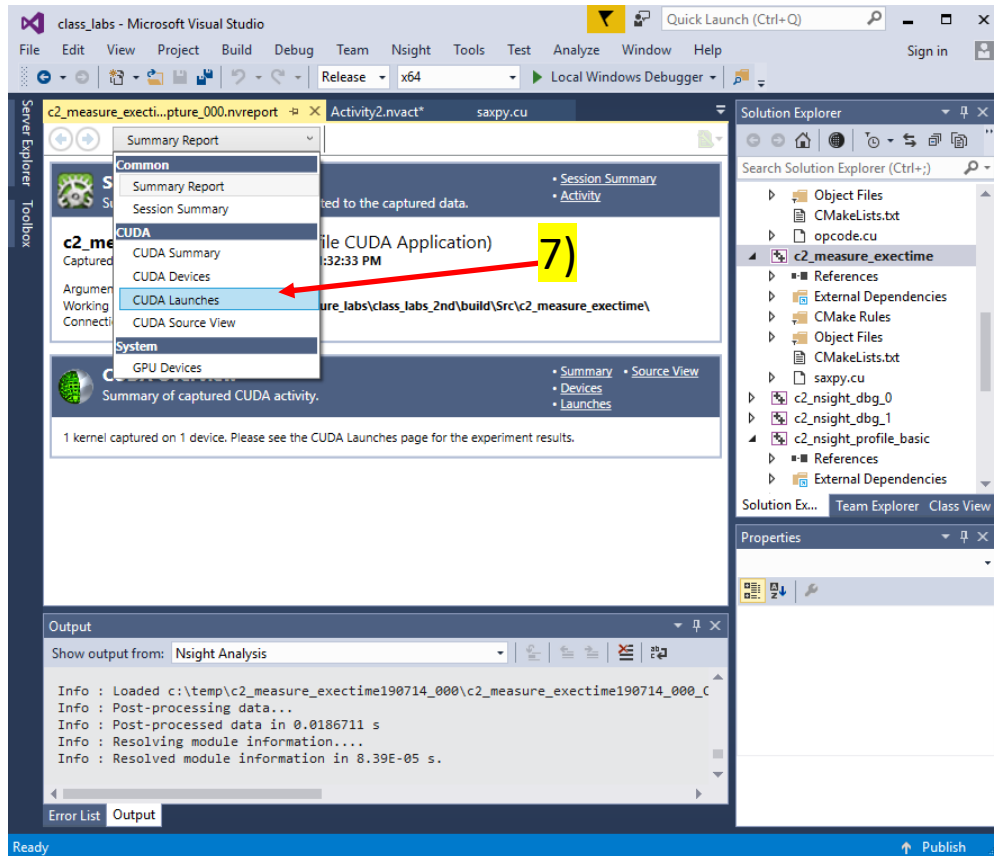 class_labs - Microsoft Visual Studio
Quick Launch (Ctrl+Q)
File Edit View Project Build Debug Team Nsight Tools Test Analyze Window Help
Sign in
Release x64 Local Windows Debugger
Server Explorer
Toolbox
c2_measure_execti...pture_000.nvreport Activity2.nvact* saxpy.cu
Summary Report
Common
Summary Report
Session Summary
CUDA
CUDA Summary
CUDA Devices
CUDA Launches
CUDA Source View
System
GPU Devices
• Session Summary
• Activity
ted to the captured data.
c2_me
ile CUDA Application)
Captured
:32:33 PM
7)
Argumen
Working
ure_labs\class_labs_2nd\build\Src\c2_measure_exectime\
Connecti
• Summary • Source View
• Devices
• Launches
Summary of captured CUDA activity.
1 kernel captured on 1 device. Please see the CUDA Launches page for the experiment results.
Solution Explorer
Search Solution Explorer (Ctrl+;)
Object Files
CMakeLists.txt
opcode.cu
c2_measure_exectime
References
External Dependencies
CMake Rules
Object Files
CMakeLists.txt
saxpy.cu
c2_nsight_dbg_0
c2_nsight_dbg_1
c2_nsight_profile_basic
References
External Dependencies
Solution Ex... Team Explorer Class View
Properties
Output
Show output from: Nsight Analysis
Info : Loaded c:\temp\c2_measure_exectime190714_000\c2_measure_exectime190714_000_C
Info : Post-processing data...
Info : Post-processed data in 0.0186711 s
Info : Resolving module information....
Info : Resolved module information in 8.39E-05 s.
Error List Output
Ready
Publish